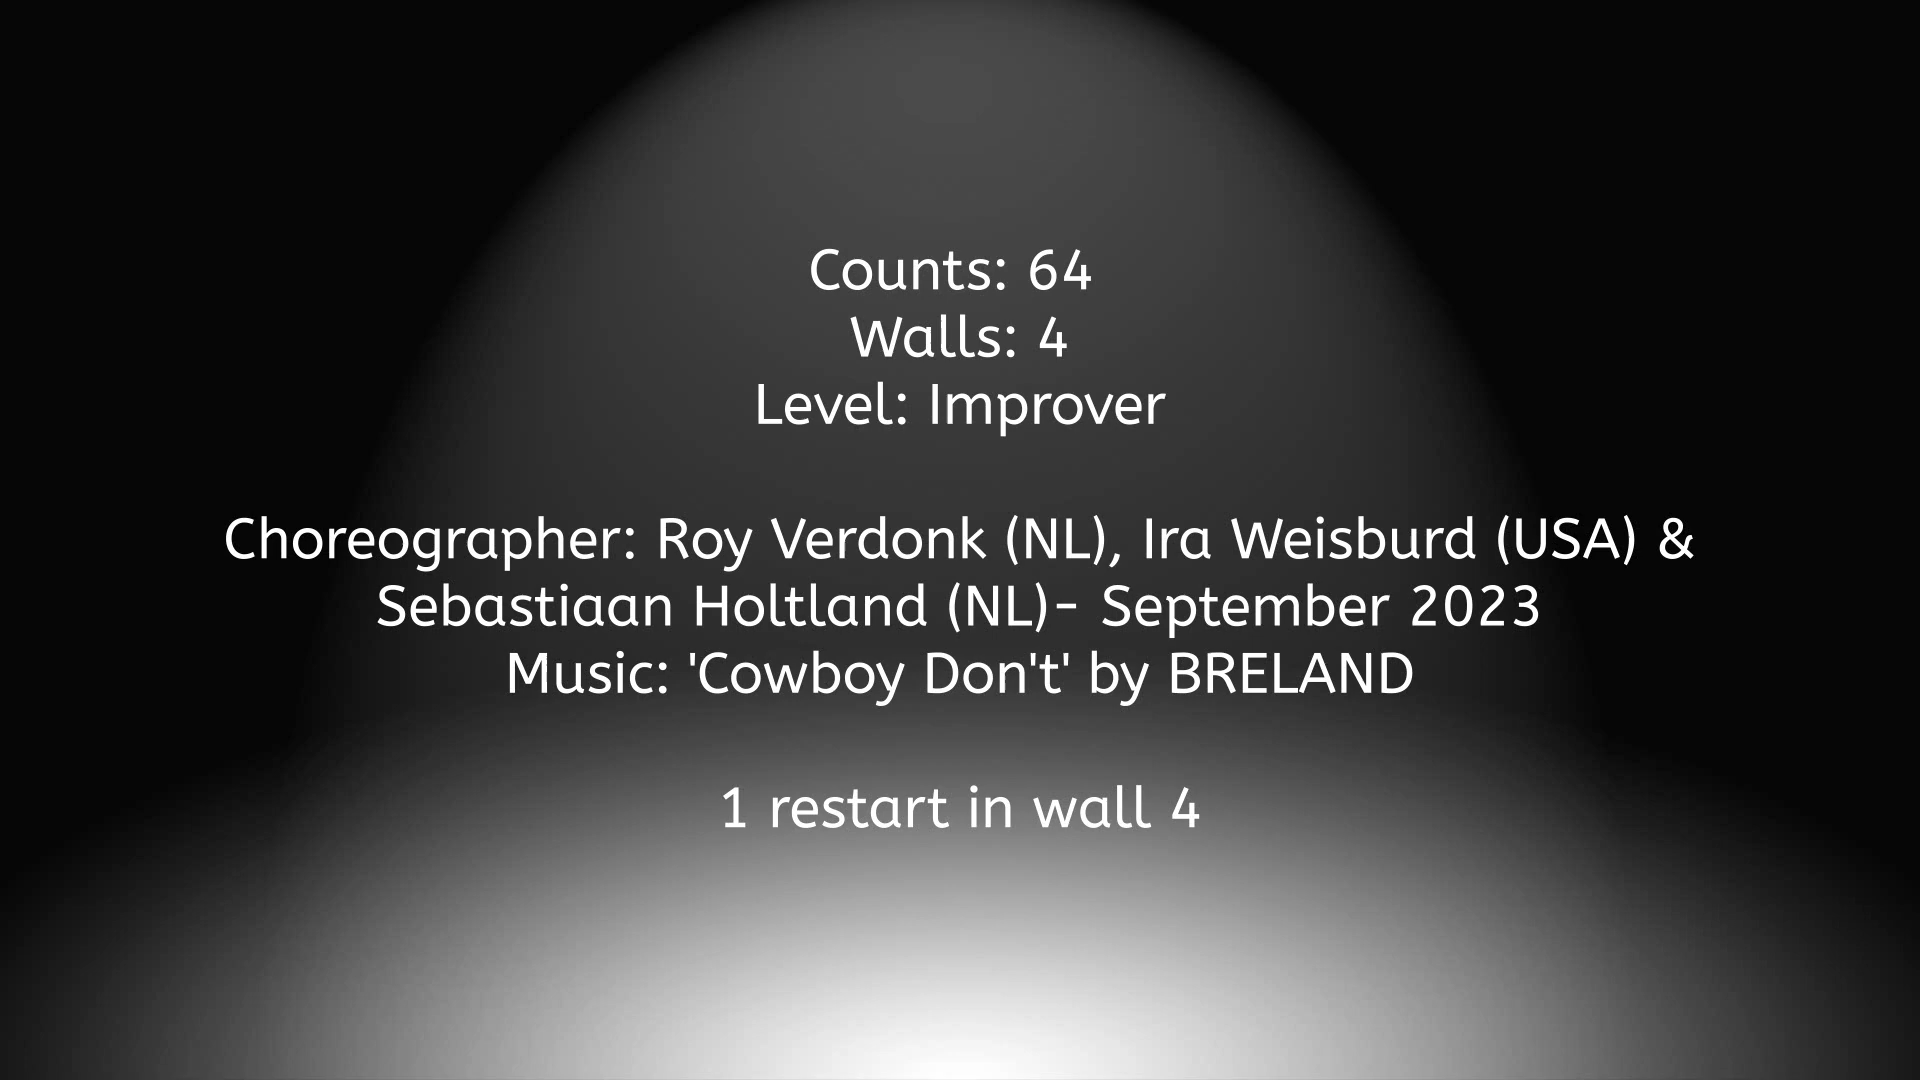 Counts: 64
Walls: 4
Level: Improver
Choreographer: Roy Verdonk (NL), Ira Weisburd (USA) &
Sebastiaan Holtland (NL)- September 2023
Music: 'Cowboy Don't' by BRELAND
1 restart in wall 4